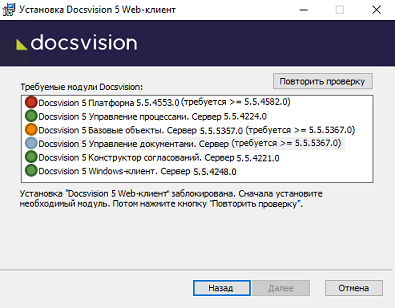 Установка Docsvision 5 Web-клиент
docsvision
Повторить проверку
Требуемые модули Docsvision:
Docsvision 5 Платформа 5.5.4553.0 (требуется >= 5.5.4582.0)
Docsvision 5 Управление процессами. Сервер 5.5.4224.0
Docsvision 5 Базовые объекты. Сервер 5.5.5357.0 (требуется >= 5.5.5367.0)
Docsvision 5 Управление документами. Сервер (требуется >= 5.5.5367.0)
Docsvision 5 Конструктор согласований. Сервер 5.5.4221.0
Docsvision 5 Windows-клиент. Сервер 5.5.4248.0
Установка "Docsvision 5 Web-клиент" заблокирована. Сначала установите
необходимый модуль. Потом нажмите кнопку "Повторить проверку".
Назад Далее Отмена